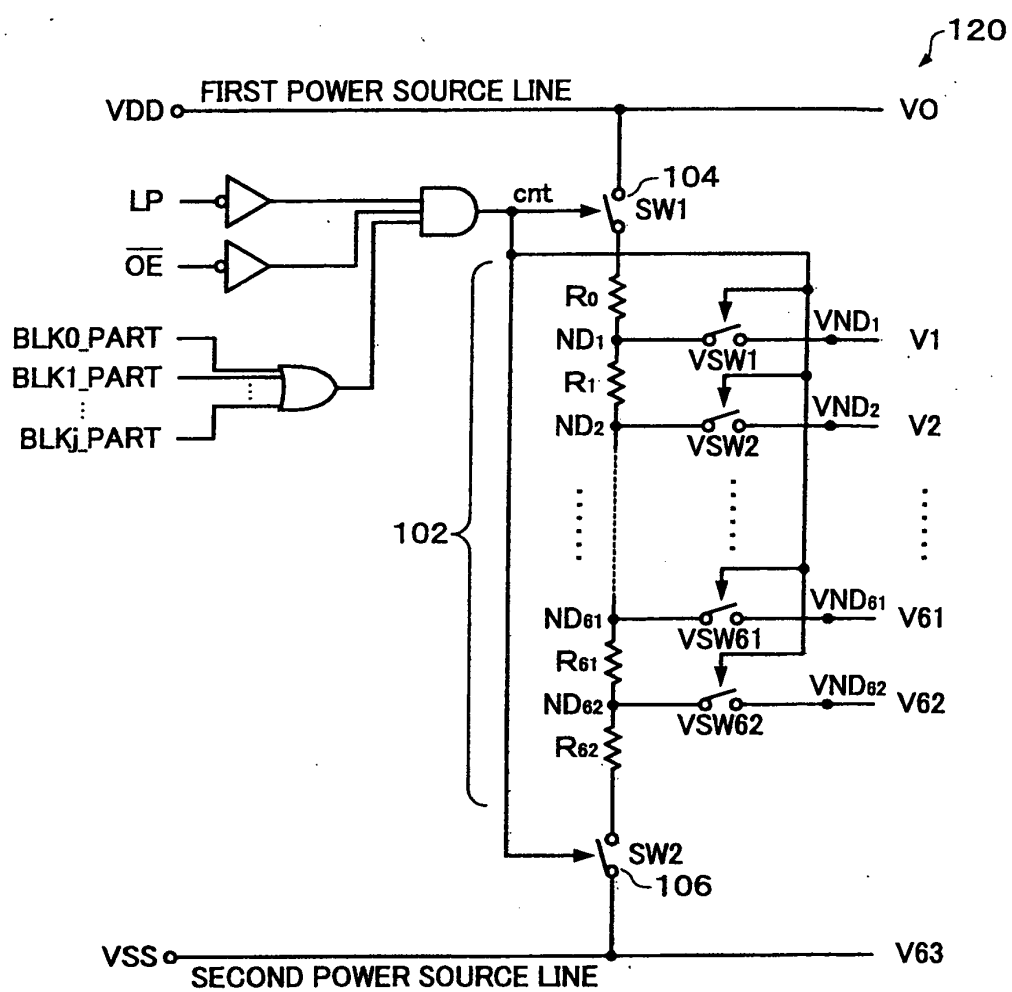 120
VDD FIRST POWER SOURCE LINE VO
LP cnt 104
SW1
OE
R0
BLK0_PART ND1 VSW1 VND1 V1
BLK1_PART R1
BLKj_PART ND2 VSW2 VND2 V2
102
ND61 VSW61 VND61 V61
R61
ND62 VSW62 VND62 V62
R62
SW2
106
VSS SECOND POWER SOURCE LINE V63